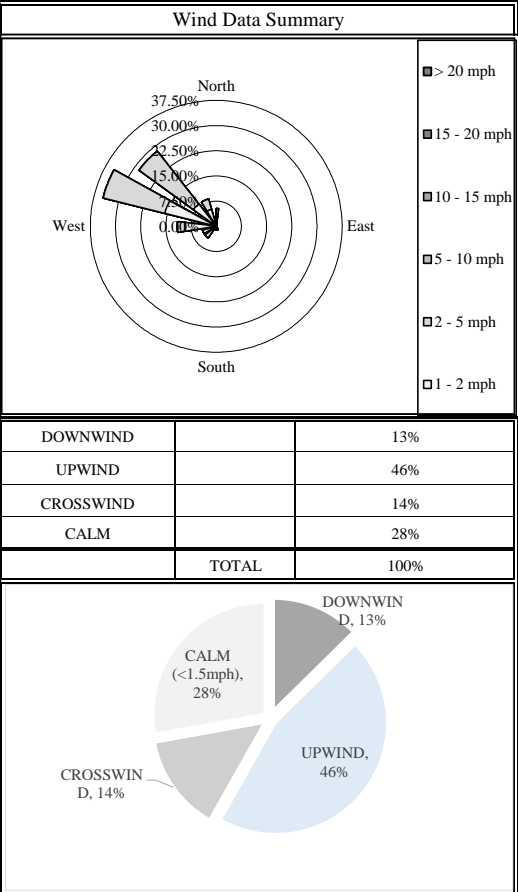 Wind Data Summary
North
37.50%
30.00%
22.50%
15.00%
7.50%
0.00%
West
East
South
> 20 mph
15 - 20 mph
10 - 15 mph
5 - 10 mph
2 - 5 mph
1 - 2 mph
DOWNWIND 13%
UPWIND 46%
CROSSWIND 14%
CALM 28%
TOTAL 100%
DOWNWIN
D, 13%
CALM
(<1.5mph),
28%
UPWIND,
46%
CROSSWIN
D, 14%